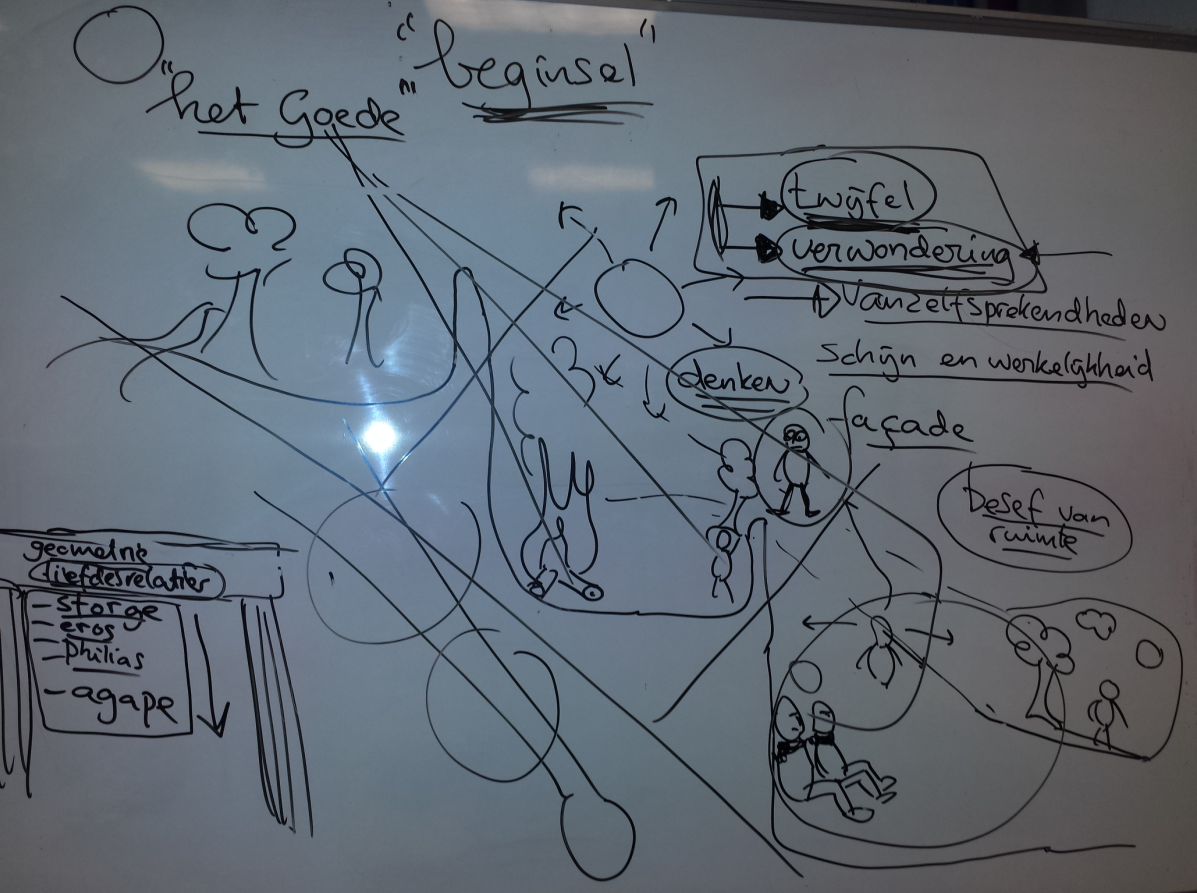 "beginsel"
"het Goede"
twijfel
verwondering
vanzelfsprekendheden
schijn en werkelijkheid
denken
façade
besef van
ruimte
geometrie
liefdesrelaties
- storge
- eros
- philias
- agape